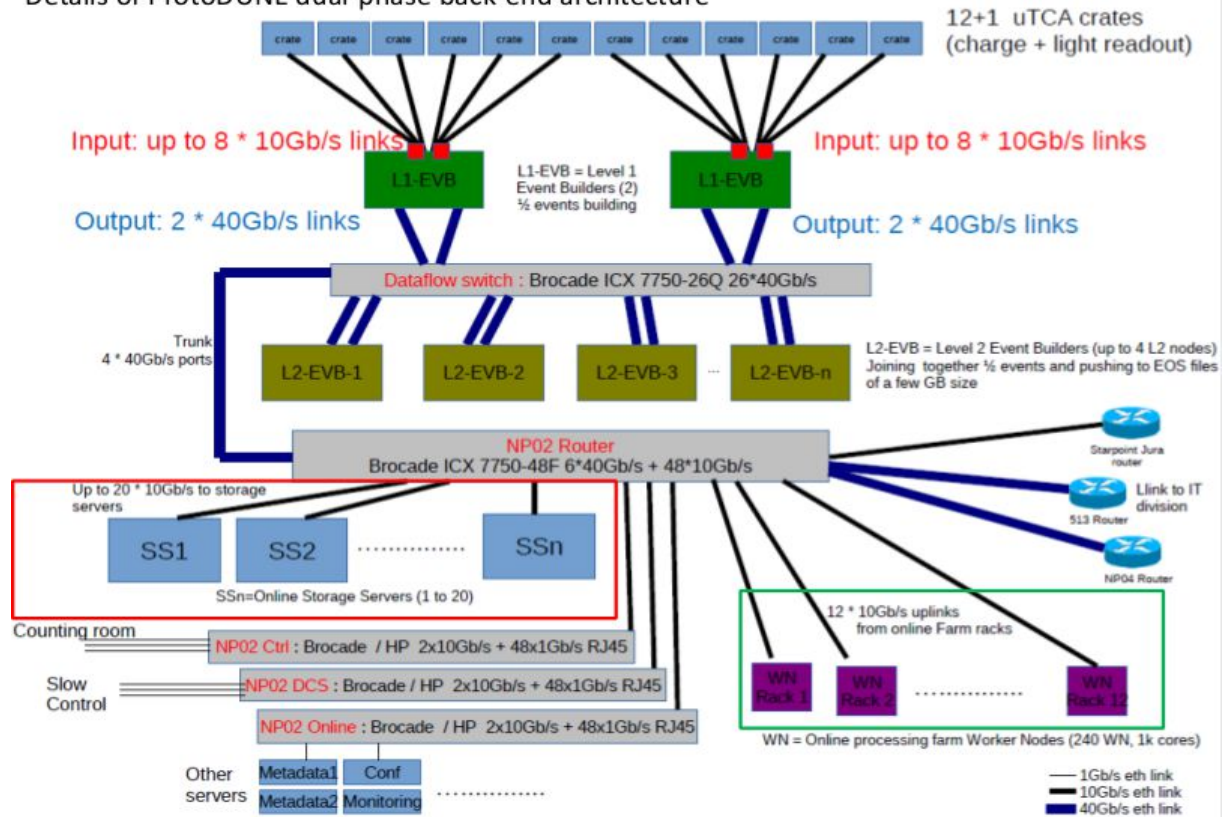 Details of ProtoDUNE dual-phase back-end architecture
12+1 uTCA crates
(charge + light readout)
crate crate crate crate crate crate crate crate crate crate crate crate
Input: up to 8 * 10Gb/s links
Input: up to 8 * 10Gb/s links
L1-EVB
L1-EVB = Level 1
Event Builders (2)
½ events building
L1-EVB
Output: 2 * 40Gb/s links
Output: 2 * 40Gb/s links
Dataflow switch : Brocade ICX 7750-26Q 26*40Gb/s
Trunk
4 * 40Gb/s ports
L2-EVB-1
L2-EVB-2
L2-EVB-3
...
L2-EVB-n
L2-EVB = Level 2 Event Builders (up to 4 L2 nodes)
Joining together ½ events and pushing to EOS files
of a few GB size
NP02 Router
Brocade ICX 7750-48F 6*40Gb/s + 48*10Gb/s
Starpoint Jura
router
Llink to IT
division
513 Router
NP04 Router
Up to 20 * 10Gb/s to storage
servers
SS1
SS2
....................
SSn
SSn=Online Storage Servers (1 to 20)
12 * 10Gb/s uplinks
from online Farm racks
WN
Rack 1
WN
Rack 2
....................
WN
Rack 12
WN = Online processing farm Worker Nodes (240 WN, 1k cores)
Counting room
NP02 Ctrl : Brocade / HP 2x10Gb/s + 48x1Gb/s RJ45
Slow
Control
NP02 DCS : Brocade / HP 2x10Gb/s + 48x1Gb/s RJ45
NP02 Online : Brocade / HP 2x10Gb/s + 48x1Gb/s RJ45
Other
servers
Metadata1
Conf
Metadata2
Monitoring
....................
1Gb/s eth link
10Gb/s eth link
40Gb/s eth link